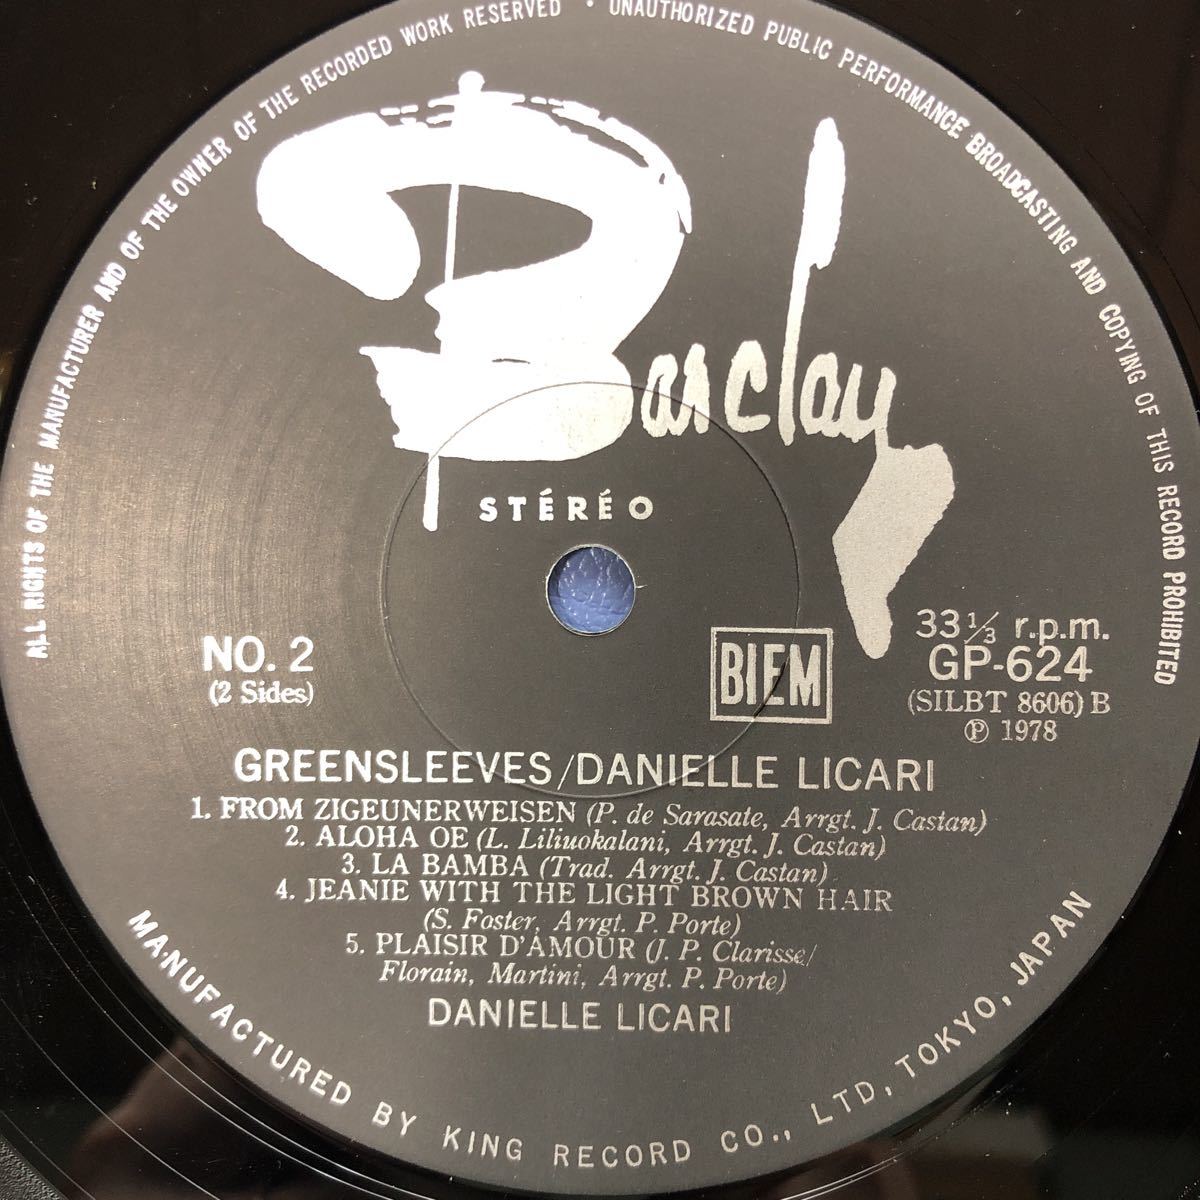 ALL RIGHTS OF THE MANUFACTURER AND OF THE OWNER OF THE RECORDED WORK RESERVED • UNAUTHORIZED PUBLIC PERFORMANCE BROADCASTING AND COPYING OF THIS RECORD PROHIBITED
Barclay
STÉRÉO
NO. 2
(2 Sides)
BIEM
33 1/3 r.p.m.
GP-624
(SILBT 8606) B
Ⓟ 1978
GREENSLEEVES/DANIELLE LICARI
1. FROM ZIGEUNERWEISEN (P. de Sarasate, Arrgt. J. Castan)
2. ALOHA OE (L. Liliuokalani, Arrgt. J. Castan)
3. LA BAMBA (Trad. Arrgt. J. Castan)
4. JEANIE WITH THE LIGHT BROWN HAIR
(S. Foster, Arrgt. P. Porte)
5. PLAISIR D'AMOUR (J. P. Clarisse/
Florain, Martini, Arrgt. P. Porte)
DANIELLE LICARI
MANUFACTURED BY KING RECORD CO., LTD, TOKYO, JAPAN